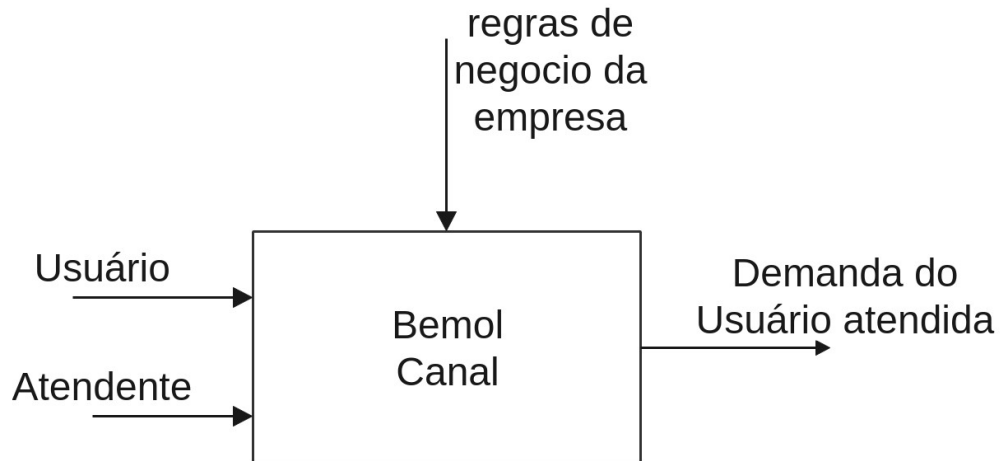 regras de
negocio da
empresa
Usuário
Atendente
Bemol
Canal
Demanda do
Usuário atendida